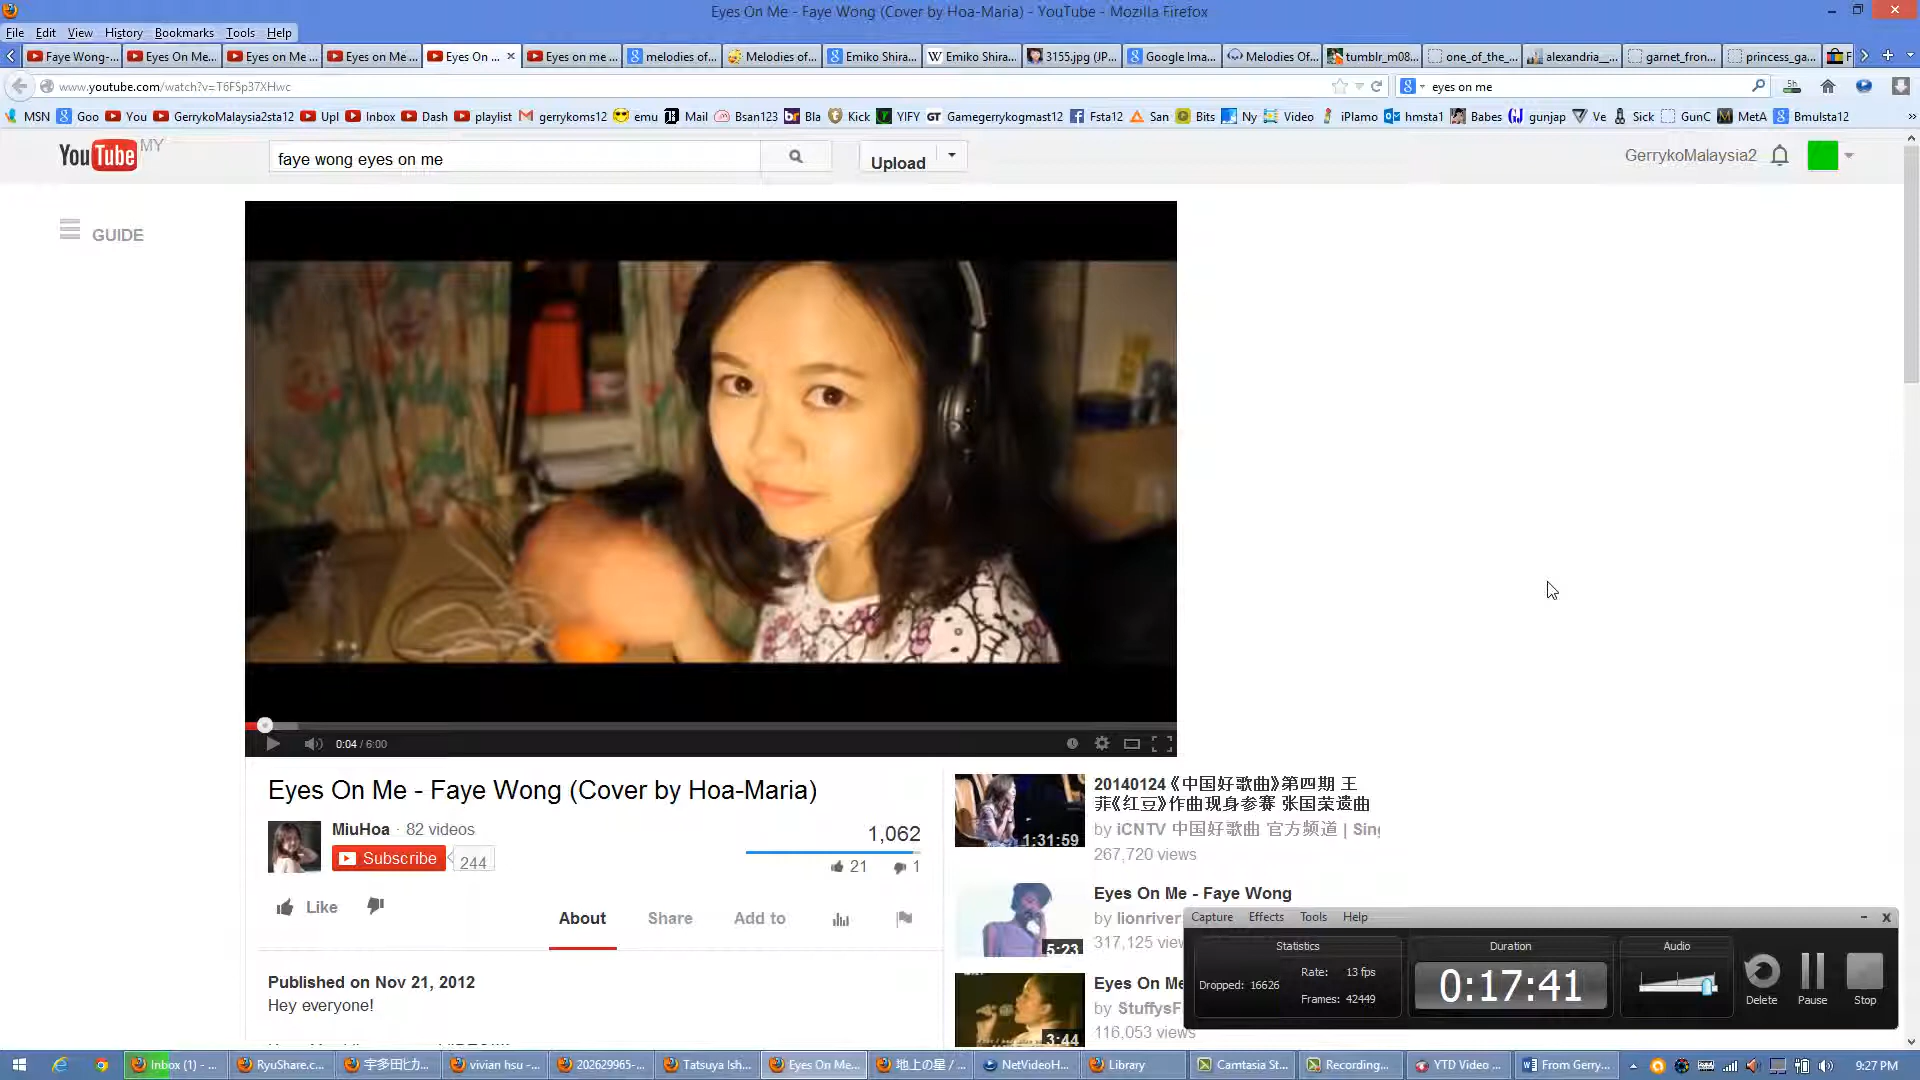 Eyes On Me - Faye Wong (Cover by Hoa-Maria) - YouTube - Mozilla Firefox
File Edit View History Bookmarks Tools Help
Faye Wong-... Eyes On Me... Eyes on Me ... Eyes on Me ... Eyes On ... Eyes on me ... melodies of... Melodies of... Emiko Shira... Emiko Shira... 3155.jpg (JP... Google Ima... Melodies Of... tumblr_m08... one_of_the_... alexandria__... garnet_fron... princess_ga... F
www.youtube.com/watch?v=T6FSp37XHwc
eyes on me
5h
MSN Goo You GerrykoMalaysia2sta12 Upl Inbox Dash playlist gerrykoms12 emu Mail Bsan123 Bla Kick YIFY Gamegerrykogmast12 Fsta12 San Bits Ny Video iPlamo hmsta1 Babes gunjap Ve Sick GunC MetA Bmulsta12
YouTube MY
faye wong eyes on me
Upload
GerrykoMalaysia2
GUIDE
0:04 / 6:00
Eyes On Me - Faye Wong (Cover by Hoa-Maria)
MiuHoa · 82 videos
Subscribe 244
1,062
21 1
Like
About Share Add to
Published on Nov 21, 2012
Hey everyone!
1:31:59
20140124《中国好歌曲》第四期 王
菲《红豆》作曲现身参赛 张国荣遗曲
by iCNTV 中国好歌曲 官方频道 | Sing
267,720 views
5:23
Eyes On Me - Faye Wong
by lionriver
317,125 view
3:44
Eyes On Me
by StuffysF
116,053 views
Capture Effects Tools Help
Statistics
Dropped: 16626
Rate: 13 fps
Frames: 42449
Duration
0:17:41
Audio
Delete Pause Stop
Inbox (1) - ... RyuShare.c... 宇多田ヒカ... vivian hsu -... 202629965-... Tatsuya Ish... Eyes On Me... 地上の星 / ... NetVideoH... Library Camtasia St... Recording... YTD Video ... From Gerry...
9:27 PM